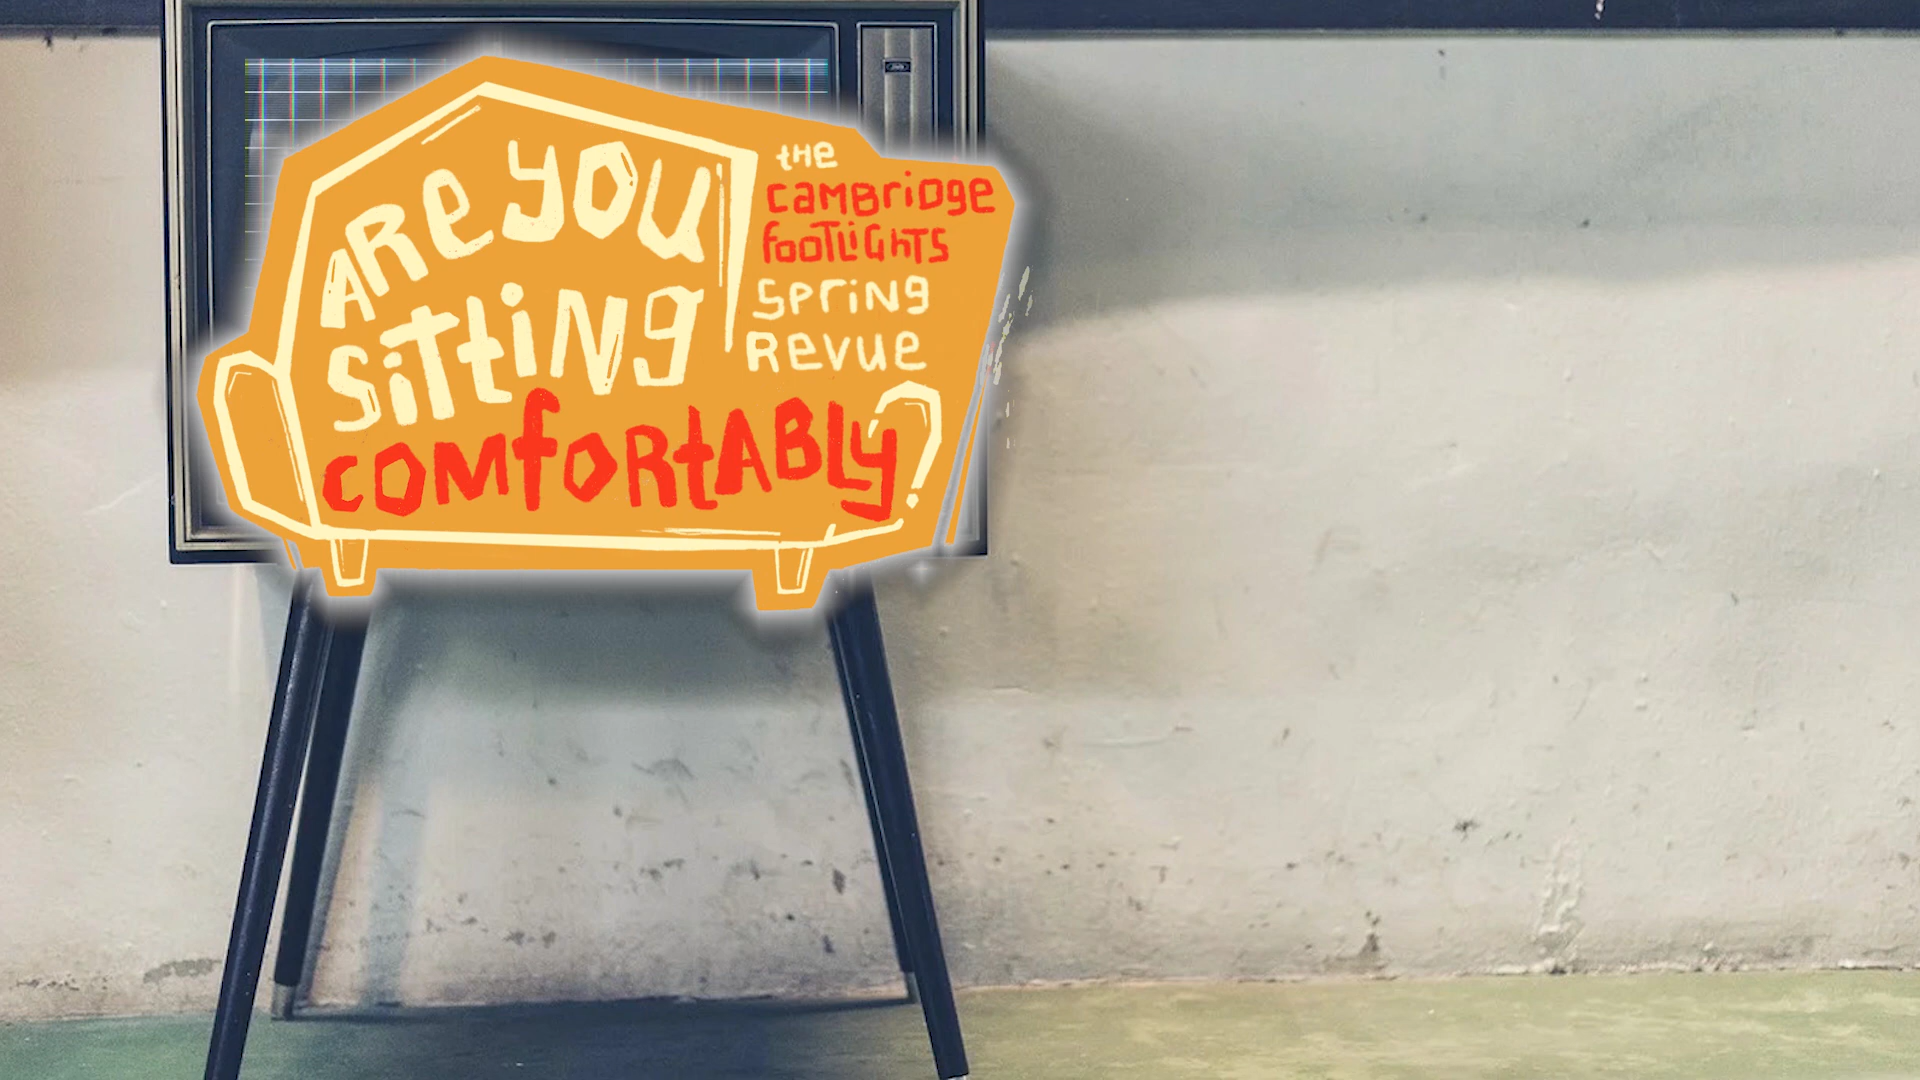 ARe you
sitting
comfortABLy
the
cambridge
footLiGhTS
spring
Revue